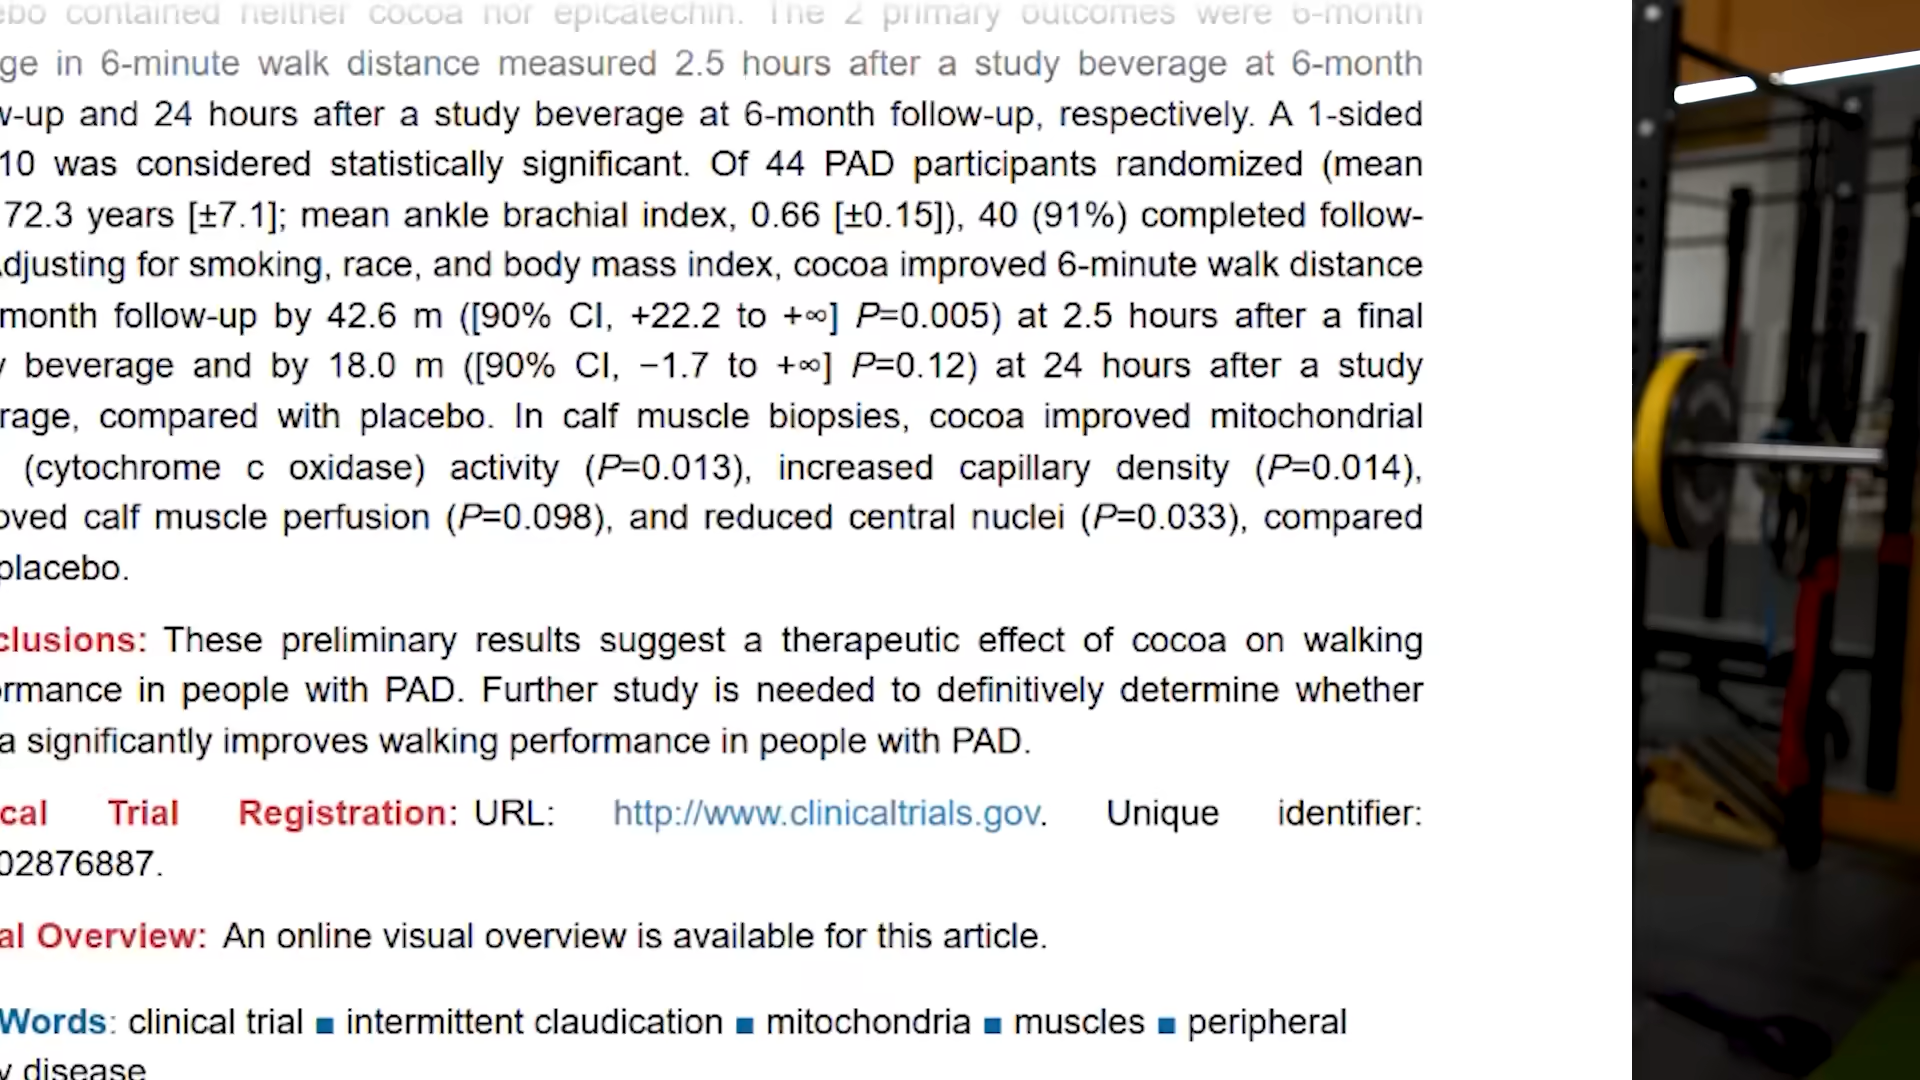 contained neither cocoa nor epicatechin. The 2 primary outcomes were 6-month
ge in 6-minute walk distance measured 2.5 hours after a study beverage at 6-month
w-up and 24 hours after a study beverage at 6-month follow-up, respectively. A 1-sided
10 was considered statistically significant. Of 44 PAD participants randomized (mean
72.3 years [±7.1]; mean ankle brachial index, 0.66 [±0.15]), 40 (91%) completed follow-
djusting for smoking, race, and body mass index, cocoa improved 6-minute walk distance
month follow-up by 42.6 m ([90% CI, +22.2 to +∞] P=0.005) at 2.5 hours after a final
y beverage and by 18.0 m ([90% CI, −1.7 to +∞] P=0.12) at 24 hours after a study
rage, compared with placebo. In calf muscle biopsies, cocoa improved mitochondrial
(cytochrome c oxidase) activity (P=0.013), increased capillary density (P=0.014),
oved calf muscle perfusion (P=0.098), and reduced central nuclei (P=0.033), compared
placebo.
clusions: These preliminary results suggest a therapeutic effect of cocoa on walking
ormance in people with PAD. Further study is needed to definitively determine whether
a significantly improves walking performance in people with PAD.
cal Trial Registration: URL: http://www.clinicaltrials.gov. Unique identifier:
02876887.
al Overview: An online visual overview is available for this article.
Words: clinical trial ■ intermittent claudication ■ mitochondria ■ muscles ■ peripheral
y disease